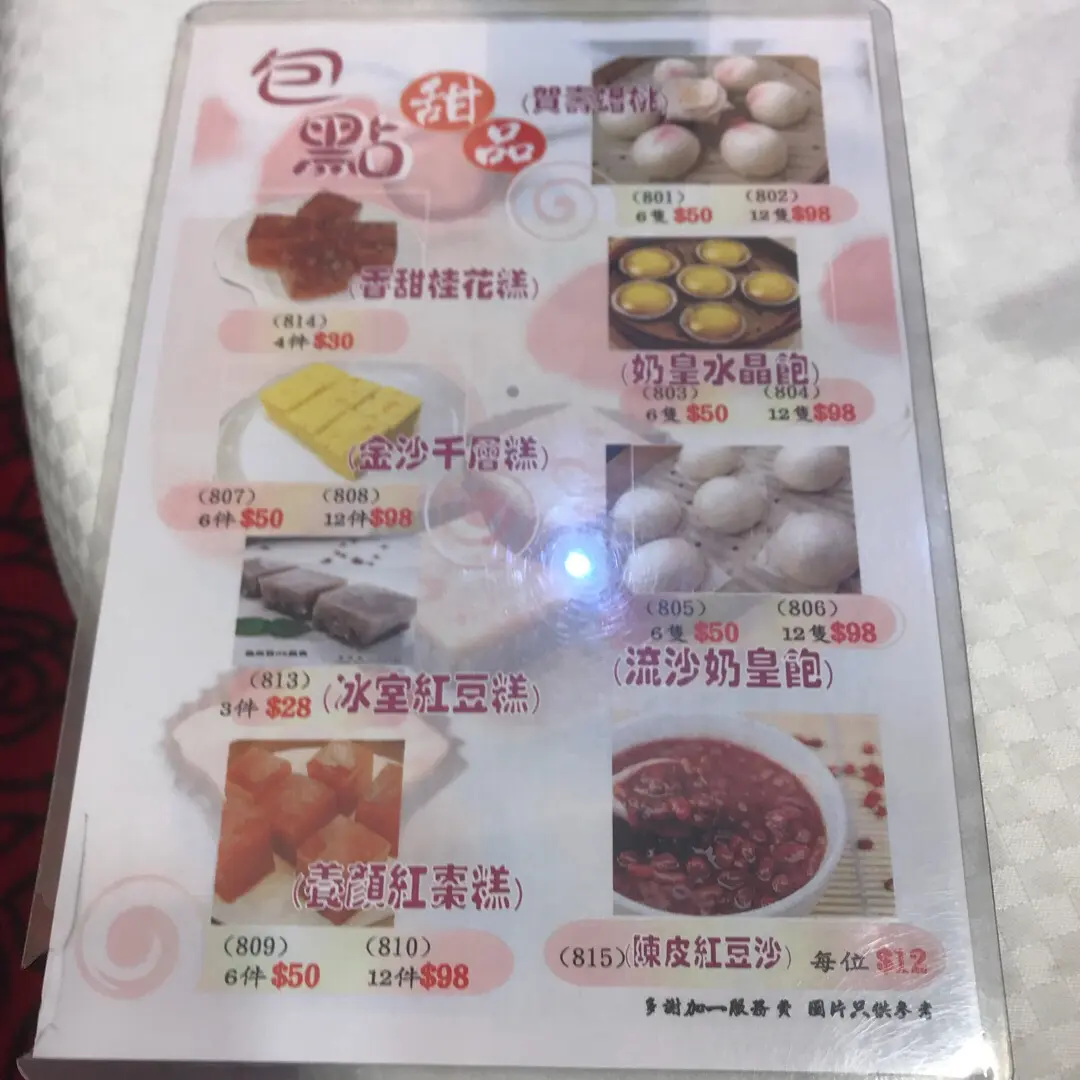 包點
甜品
(賀壽蟠桃)
(801) (802)
6隻$50 12隻$98
(香甜桂花糕)
(814)
4件$30
(奶皇水晶飽)
(803) (804)
6隻$50 12隻$98
(金沙千層糕)
(807) (808)
6件$50 12件$98
(805) (806)
6隻$50 12隻$98
(流沙奶皇飽)
(813)
3件 $28 (冰室紅豆糕)
(養顏紅棗糕)
(809) (810)
6件$50 12件$98
(815)(陳皮紅豆沙) 每位 $12
多謝加一服務費 圖片只供參考